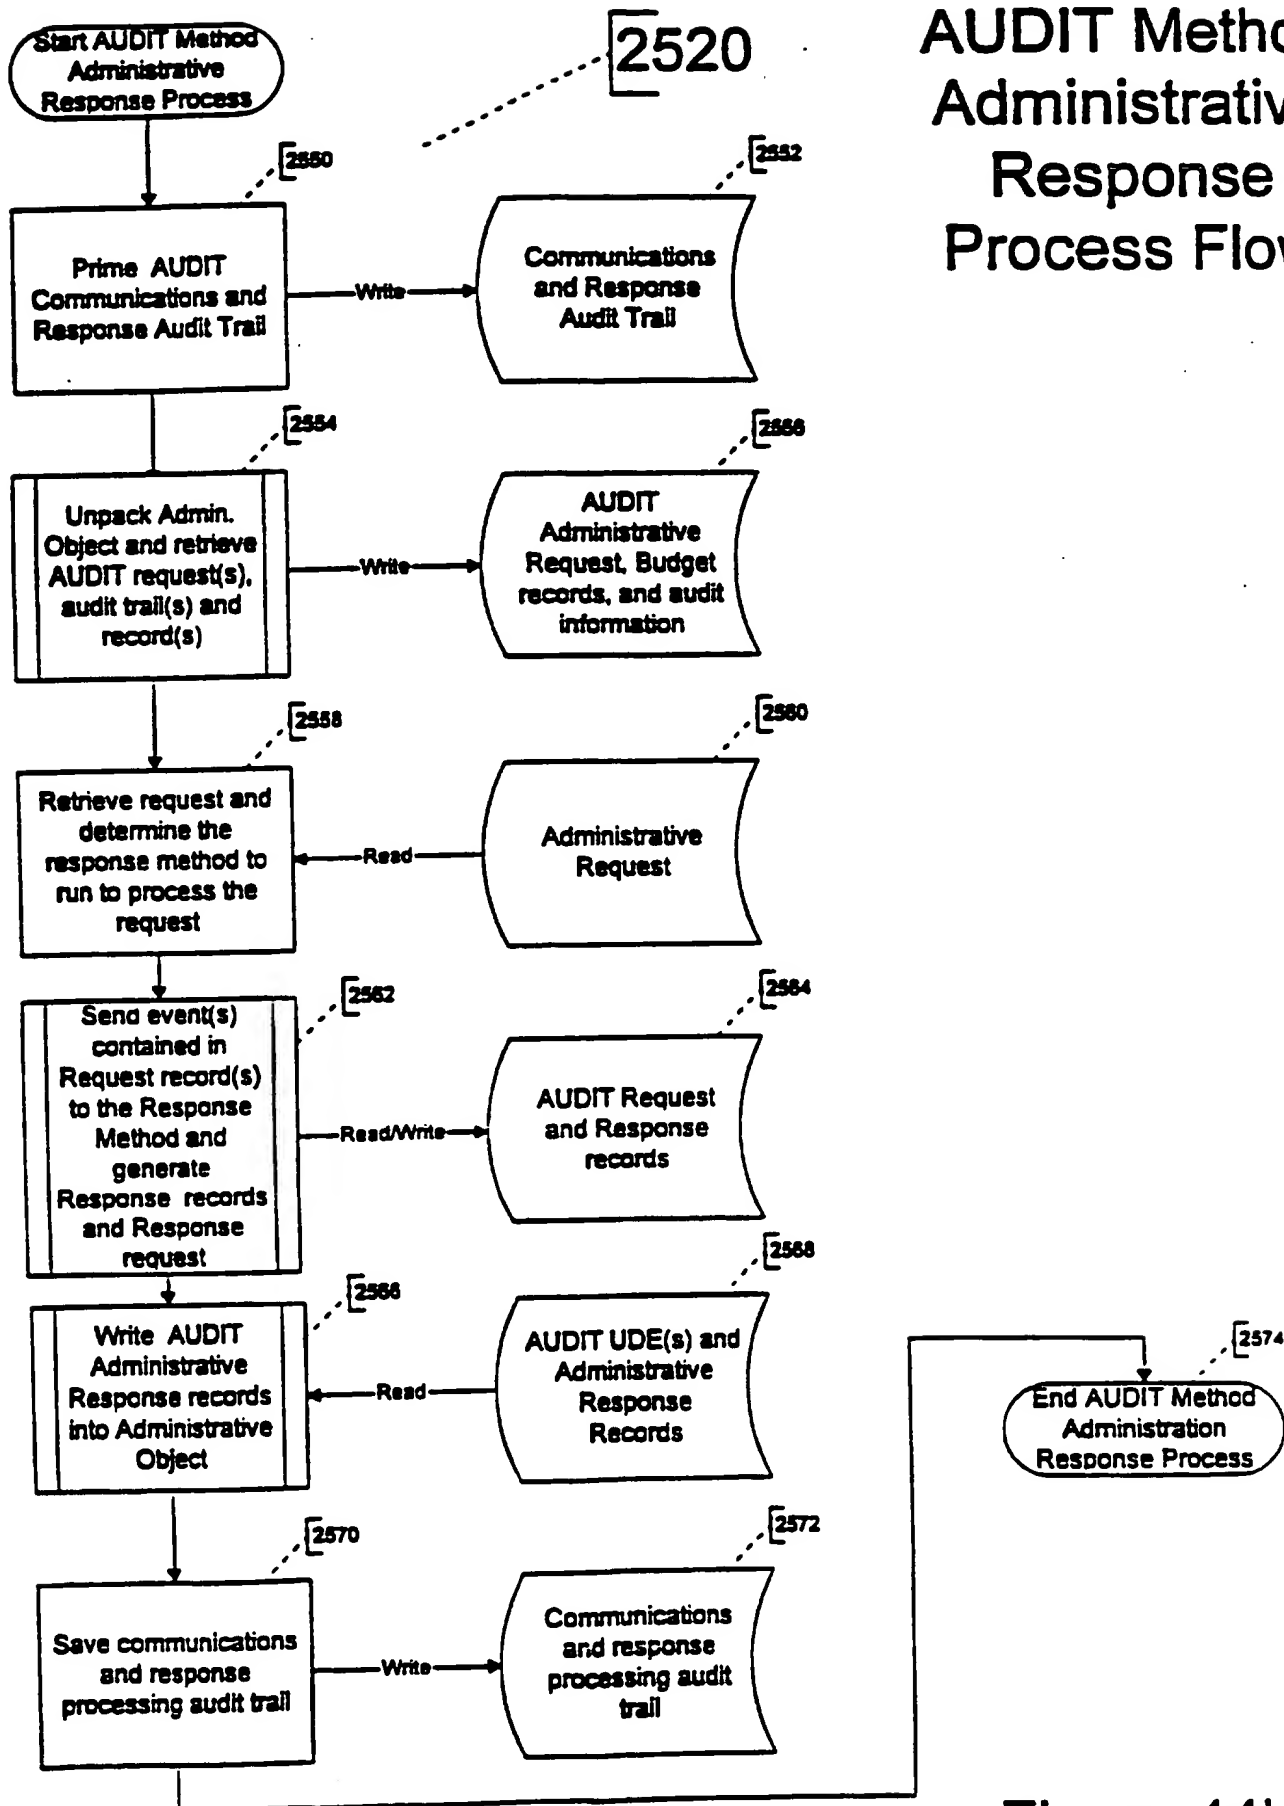 Start AUDIT Method
Administrative
Response Process
2520
AUDIT
Administrative
Response
Process
2550
2552
Prime AUDIT
Communications and
Response Audit Trail
Write
Communications
and Response
Audit Trail
2554
2556
Unpack Admin.
Object and retrieve
AUDIT request(s),
audit trail(s) and
record(s)
Write
AUDIT
Administrative
Request, Budget
records, and audit
information
2558
2560
Retrieve request and
determine the
response method to
run to process the
request
Read
Administrative
Request
2562
2564
Send event(s)
contained in
Request record(s)
to the Response
Method and
generate
Response records
and Response
request
Read/Write
AUDIT Request
and Response
records
2566
2568
Write AUDIT
Administrative
Response records
into Administrative
Object
Read
AUDIT UDE(s) and
Administrative
Response
Records
2574
End AUDIT Method
Administration
Response Process
2570
2572
Save communications
and response
processing audit trail
Write
Communications
and response
processing audit
trail